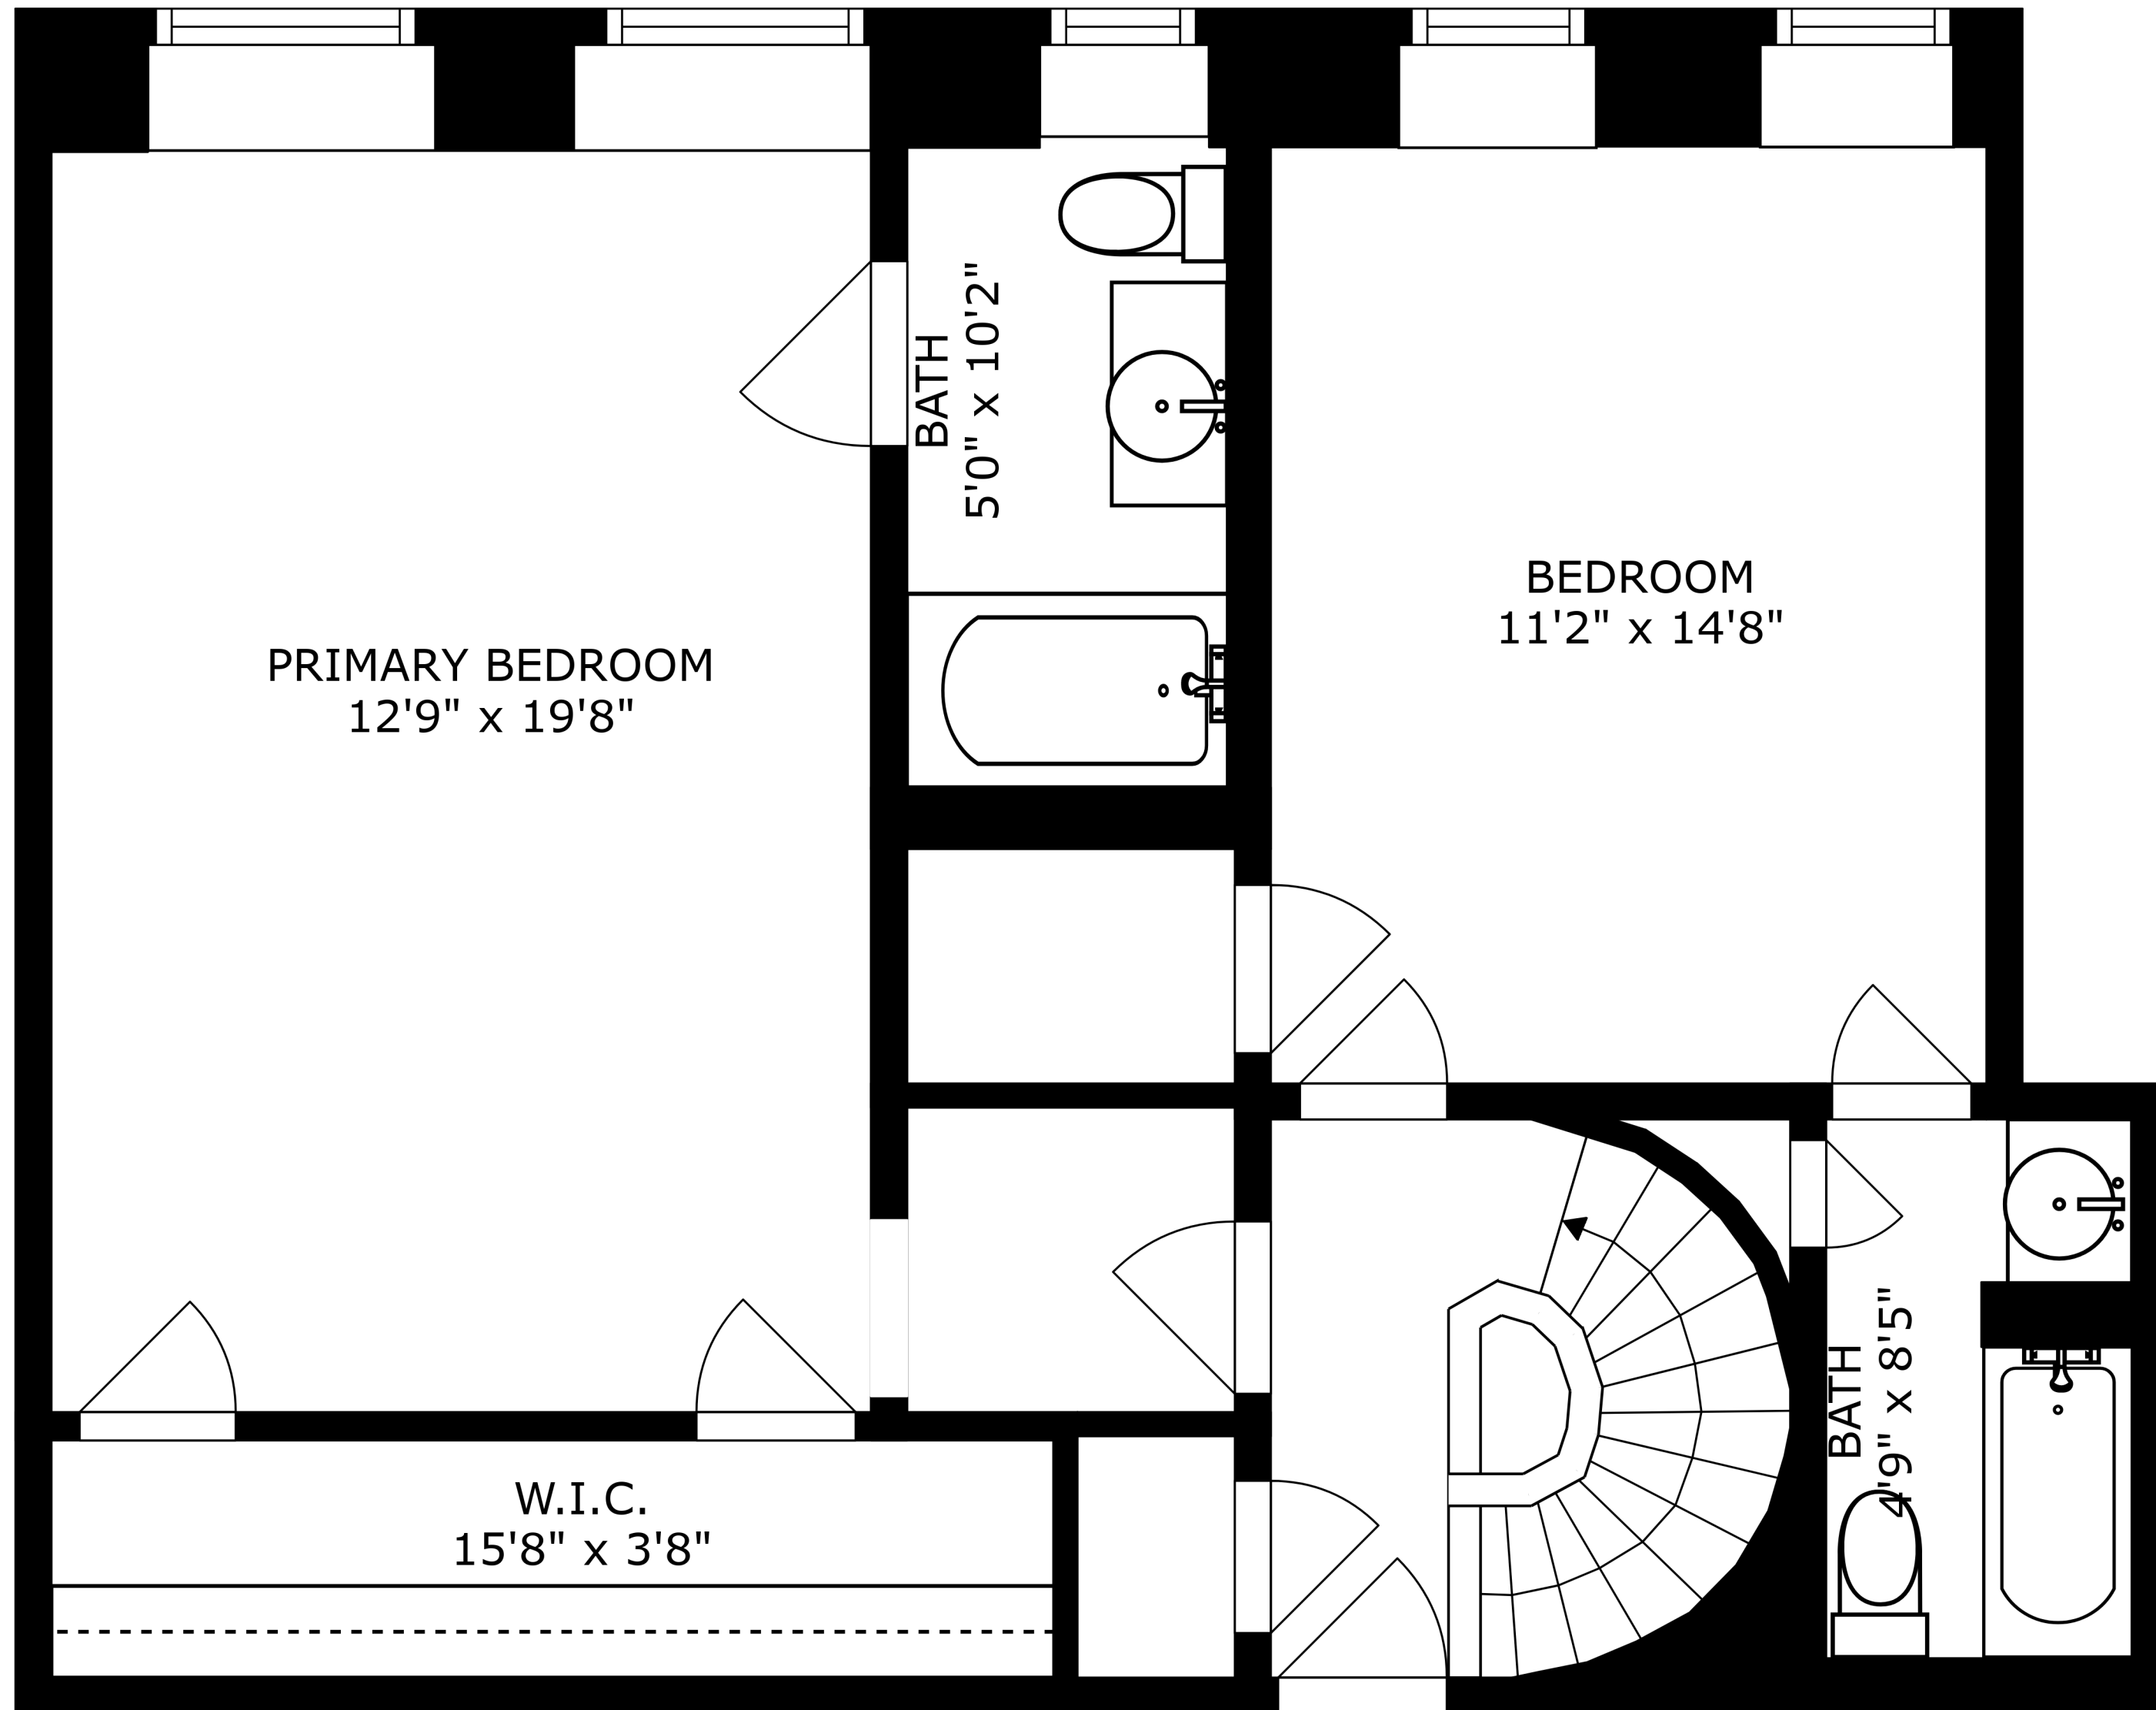 BATH
5'0" x 10'2"
BEDROOM
11'2" x 14'8"
PRIMARY BEDROOM
12'9" x 19'8"
BATH
4'9" x 8'5"
W.I.C.
15'8" x 3'8"